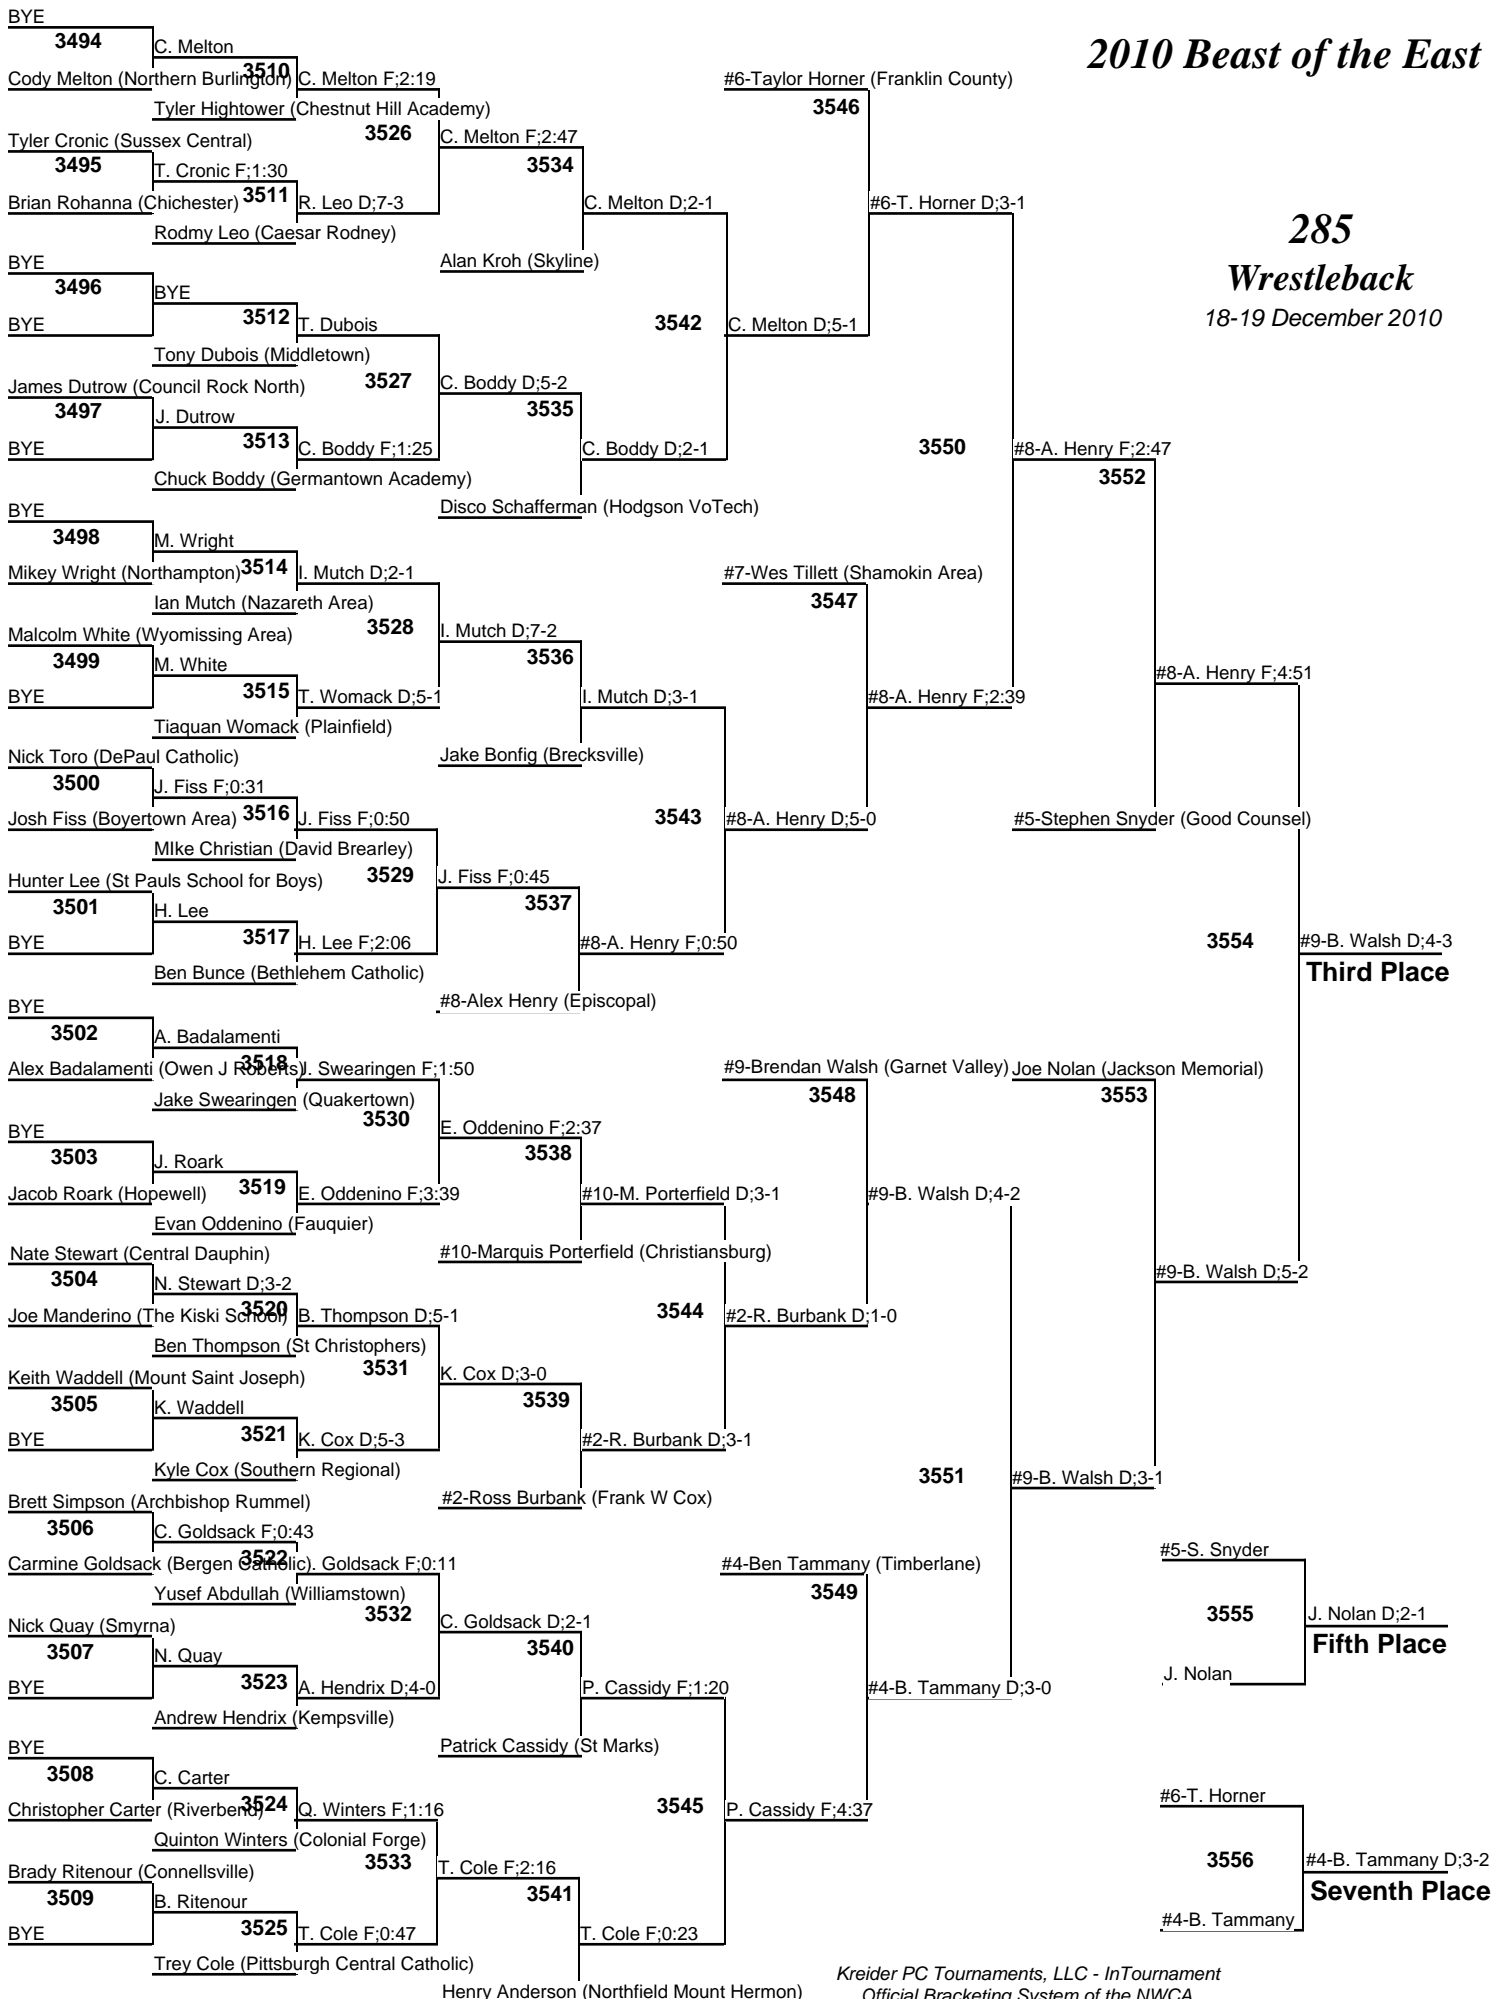 BYE
3494
C. Melton
Cody Melton (Northern Burlington)
3510
C. Melton F;2:19
Tyler Hightower (Chestnut Hill Academy)
3526
C. Melton F;2:47
Tyler Cronic (Sussex Central)
3495
T. Cronic F;1:30
Brian Rohanna (Chichester)
3511
R. Leo D;7-3
Rodmy Leo (Caesar Rodney)
3534
C. Melton D;2-1
Alan Kroh (Skyline)
BYE
3496
BYE
BYE
3512
T. Dubois
Tony Dubois (Middletown)
3542
C. Melton D;5-1
James Dutrow (Council Rock North)
3527
C. Boddy D;5-2
3497
J. Dutrow
3535
BYE
3513
C. Boddy F;1:25
C. Boddy D;2-1
Chuck Boddy (Germantown Academy)
Disco Schafferman (Hodgson VoTech)
BYE
3498
M. Wright
Mikey Wright (Northampton)
3514
I. Mutch D;2-1
Ian Mutch (Nazareth Area)
Malcolm White (Wyomissing Area)
3528
I. Mutch D;7-2
3499
M. White
3536
BYE
3515
T. Womack D;5-1
I. Mutch D;3-1
Tiaquan Womack (Plainfield)
Nick Toro (DePaul Catholic)
Jake Bonfig (Brecksville)
3500
J. Fiss F;0:31
Josh Fiss (Boyertown Area)
3516
J. Fiss F;0:50
3543
#8-A. Henry D;5-0
MIke Christian (David Brearley)
Hunter Lee (St Pauls School for Boys)
3529
J. Fiss F;0:45
3501
H. Lee
3537
BYE
3517
H. Lee F;2:06
#8-A. Henry F;0:50
Ben Bunce (Bethlehem Catholic)
#8-Alex Henry (Episcopal)
BYE
3502
A. Badalamenti
Alex Badalamenti (Owen J Roberts)
3518
J. Swearingen F;1:50
Jake Swearingen (Quakertown)
3530
E. Oddenino F;2:37
BYE
3503
J. Roark
3538
Jacob Roark (Hopewell)
3519
E. Oddenino F;3:39
#10-M. Porterfield D;3-1
Evan Oddenino (Fauquier)
Nate Stewart (Central Dauphin)
#10-Marquis Porterfield (Christiansburg)
3504
N. Stewart D;3-2
Joe Manderino (The Kiski School)
3520
B. Thompson D;5-1
3544
#2-R. Burbank D;1-0
Ben Thompson (St Christophers)
Keith Waddell (Mount Saint Joseph)
3531
K. Cox D;3-0
3505
K. Waddell
3539
BYE
3521
K. Cox D;5-3
#2-R. Burbank D;3-1
Kyle Cox (Southern Regional)
#2-Ross Burbank (Frank W Cox)
Brett Simpson (Archbishop Rummel)
3506
C. Goldsack F;0:43
Carmine Goldsack (Bergen Catholic)
3522
. Goldsack F;0:11
Yusef Abdullah (Williamstown)
3532
C. Goldsack D;2-1
Nick Quay (Smyrna)
3507
N. Quay
3540
BYE
3523
A. Hendrix D;4-0
P. Cassidy F;1:20
Andrew Hendrix (Kempsville)
Patrick Cassidy (St Marks)
BYE
3508
C. Carter
Christopher Carter (Riverbend)
3524
Q. Winters F;1:16
3545
P. Cassidy F;4:37
Quinton Winters (Colonial Forge)
3533
T. Cole F;2:16
Brady Ritenour (Connellsville)
3509
B. Ritenour
3541
BYE
3525
T. Cole F;0:47
T. Cole F;0:23
Trey Cole (Pittsburgh Central Catholic)
Henry Anderson (Northfield Mount Hermon)
2010 Beast of the East
285
Wrestleback
18-19 December 2010
#6-Taylor Horner (Franklin County)
3546
#6-T. Horner D;3-1
3550
#8-A. Henry F;2:47
3552
#7-Wes Tillett (Shamokin Area)
3547
#8-A. Henry F;2:39
#8-A. Henry F;4:51
#5-Stephen Snyder (Good Counsel)
3554
#9-B. Walsh D;4-3
Third Place
#9-Brendan Walsh (Garnet Valley)
Joe Nolan (Jackson Memorial)
3548
3553
#9-B. Walsh D;4-2
#9-B. Walsh D;5-2
3551
#9-B. Walsh D;3-1
#4-Ben Tammany (Timberlane)
3549
#4-B. Tammany D;3-0
#5-S. Snyder
3555
J. Nolan D;2-1
Fifth Place
J. Nolan
#6-T. Horner
3556
#4-B. Tammany D;3-2
Seventh Place
#4-B. Tammany
Kreider PC Tournaments, LLC - InTournament
Official Bracketing System of the NWCA